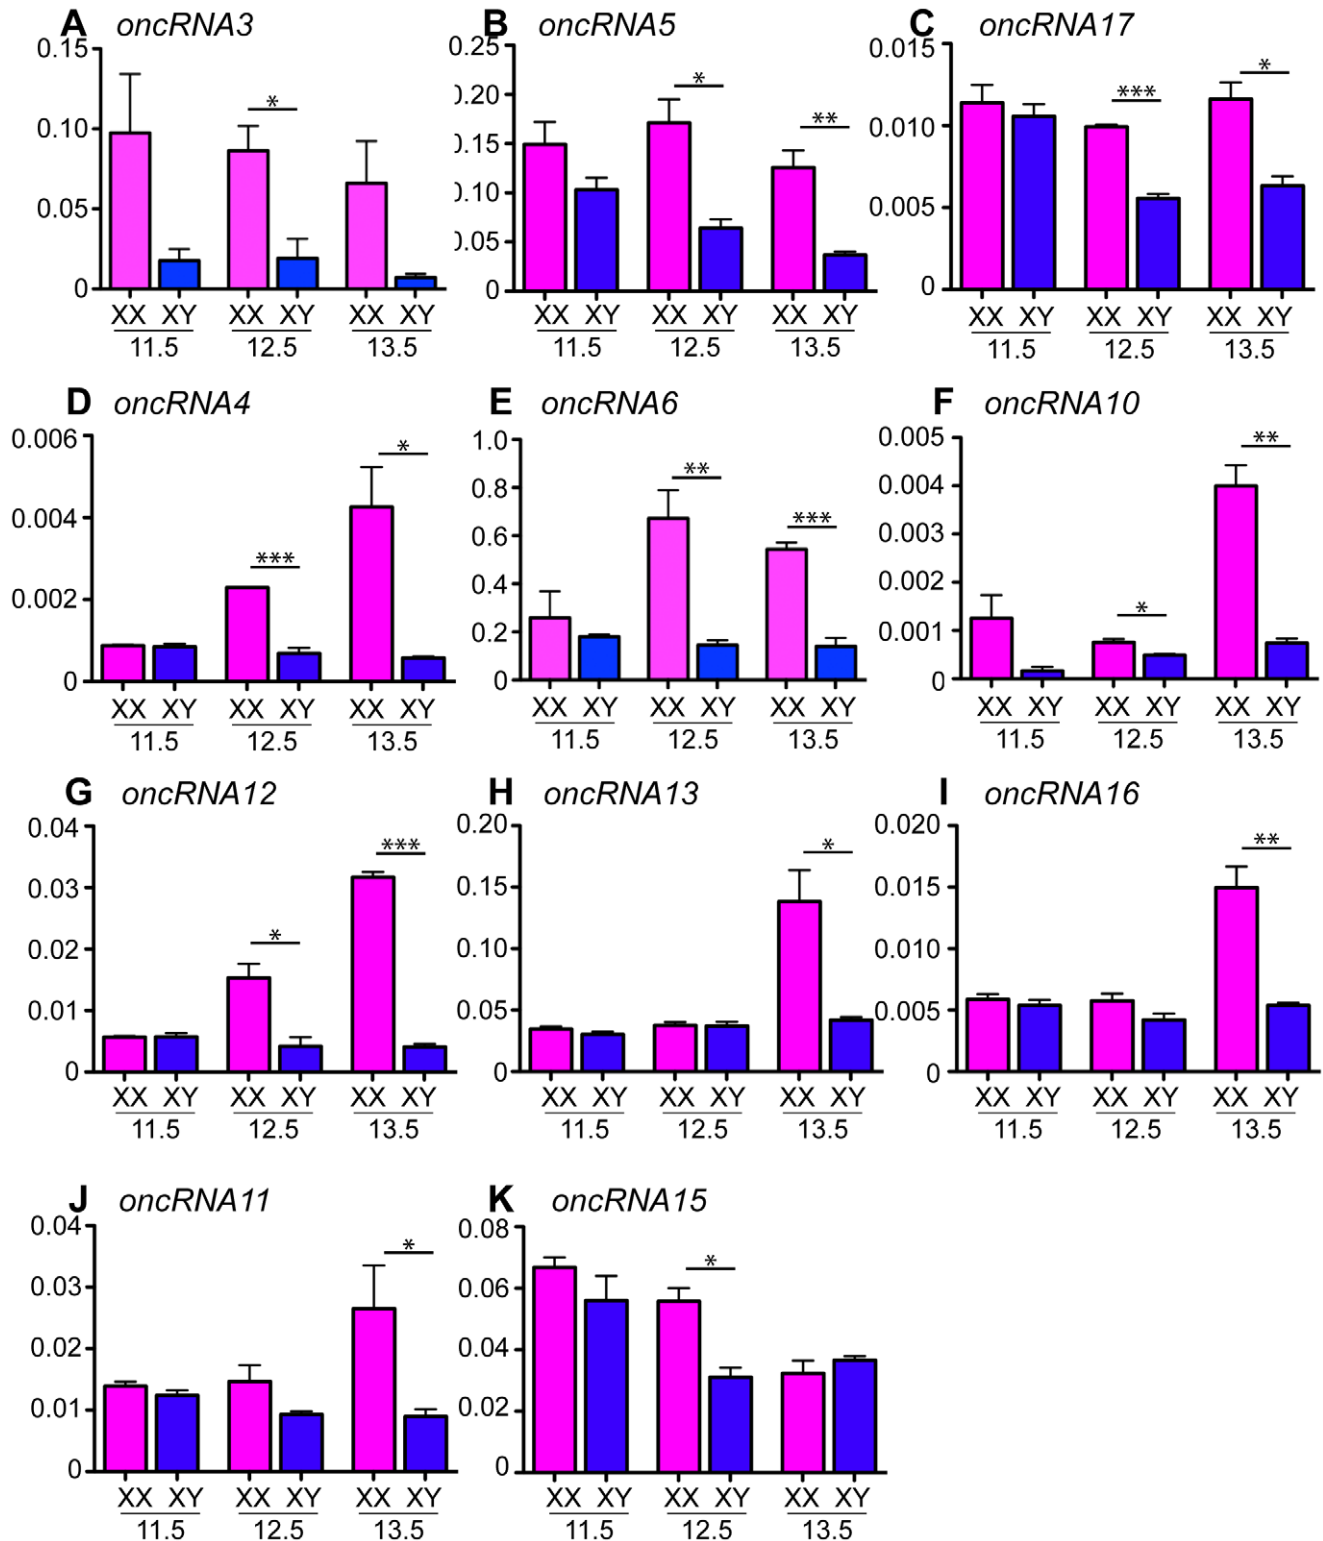 A oncRNA3
0.15
0.10
0.05
0
*
XX XY XX XY XX XY
11.5 12.5 13.5
B oncRNA5
0.25
0.20
0.15
0.10
0.05
0
* **
XX XY XX XY XX XY
11.5 12.5 13.5
C oncRNA17
0.015
0.010
0.005
0
*** *
XX XY XX XY XX XY
11.5 12.5 13.5
D oncRNA4
0.006
0.004
0.002
0
*** *
XX XY XX XY XX XY
11.5 12.5 13.5
E oncRNA6
1.0
0.8
0.6
0.4
0.2
0
** ***
XX XY XX XY XX XY
11.5 12.5 13.5
F oncRNA10
0.005
0.004
0.003
0.002
0.001
0
* **
XX XY XX XY XX XY
11.5 12.5 13.5
G oncRNA12
0.04
0.03
0.02
0.01
0
* ***
XX XY XX XY XX XY
11.5 12.5 13.5
H oncRNA13
0.20
0.15
0.10
0.05
0
*
XX XY XX XY XX XY
11.5 12.5 13.5
I oncRNA16
0.020
0.015
0.010
0.005
0
**
XX XY XX XY XX XY
11.5 12.5 13.5
J oncRNA11
0.04
0.03
0.02
0.01
0
*
XX XY XX XY XX XY
11.5 12.5 13.5
K oncRNA15
0.08
0.06
0.04
0.02
0
*
XX XY XX XY XX XY
11.5 12.5 13.5